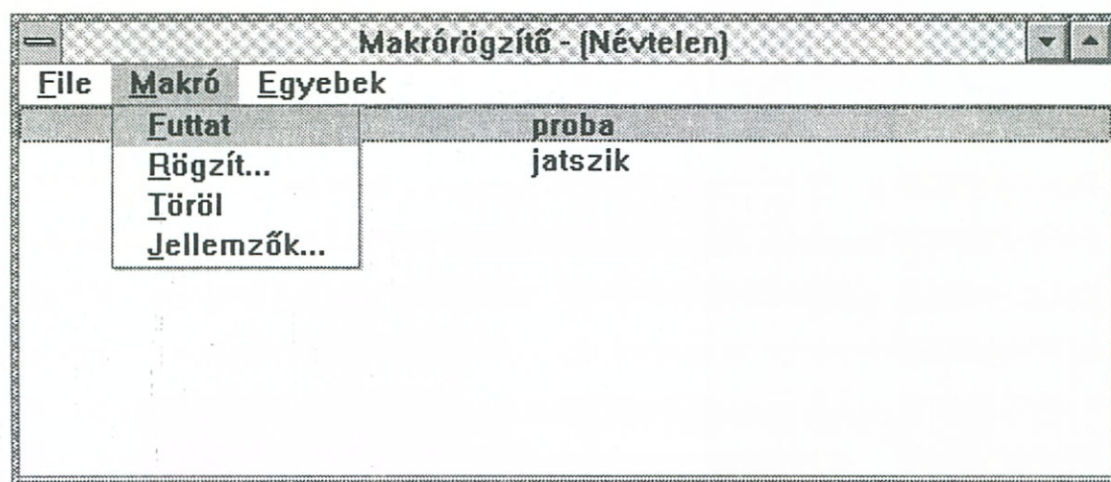 Makrórögzítő - (Névtelen)
File Makró Egyebek
Futtat proba
Rögzít... jatszik
Töröl
Jellemzők...